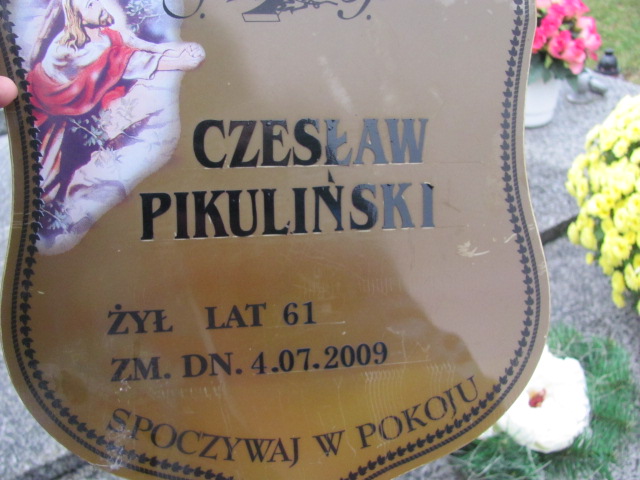 Ś. P.
CZESŁAW
PIKULIŃSKI
ŻYŁ LAT 61
ZM. DN. 4.07.2009
SPOCZYWAJ W POKOJU